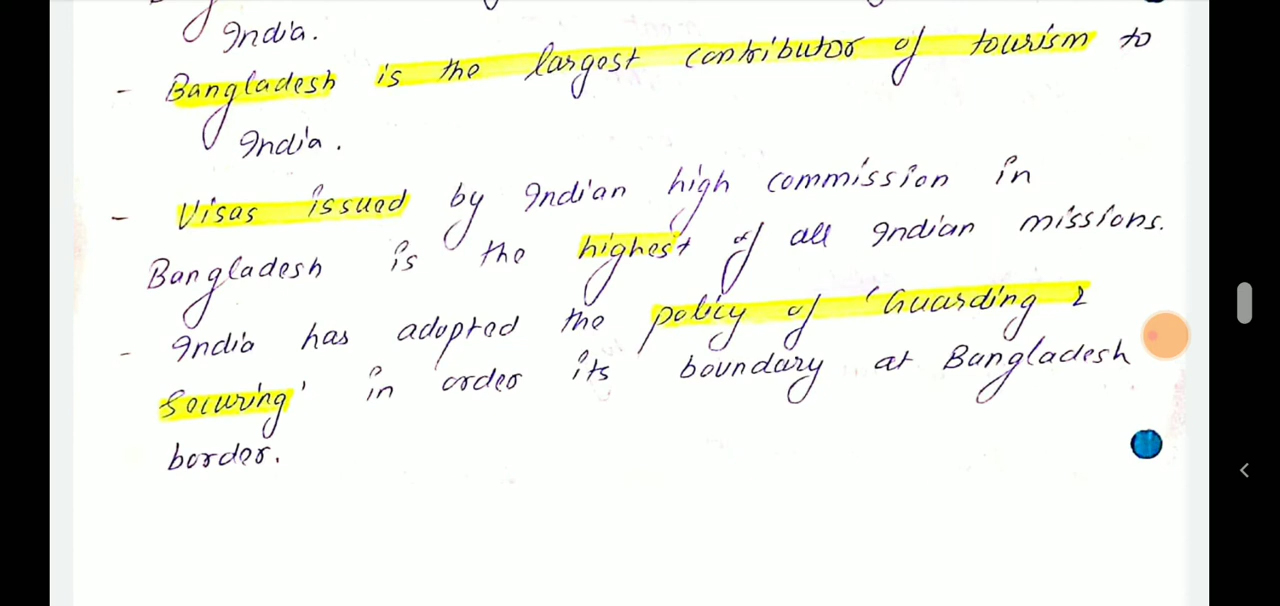 India.
- Bangladesh is the largest contributor of tourism to
India.
- Visas issued by Indian high commission in
Bangladesh is the highest of all Indian missions.
- India has adopted the policy of 'Guarding &
Securing' in order its boundary at Bangladesh
border.